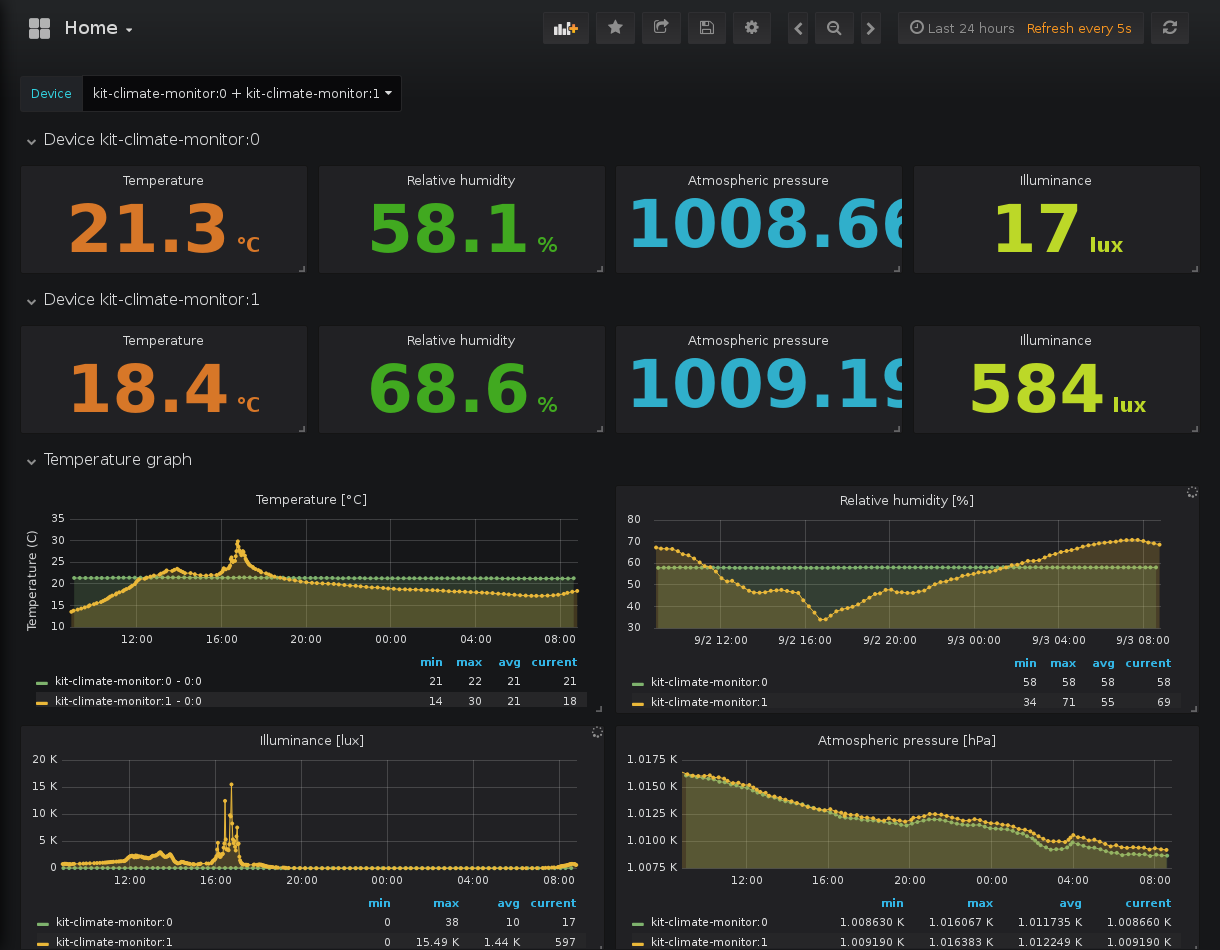 Home
Last 24 hours Refresh every 5s
Device kit-climate-monitor:0 + kit-climate-monitor:1
Device kit-climate-monitor:0
Temperature Relative humidity Atmospheric pressure Illuminance
21.3 °C 58.1 % 1008.66 17 lux
Device kit-climate-monitor:1
Temperature Relative humidity Atmospheric pressure Illuminance
18.4 °C 68.6 % 1009.19 584 lux
Temperature graph
Temperature [°C]
Temperature (C)
35
30
25
20
15
10
12:00 16:00 20:00 00:00 04:00 08:00
min max avg current
kit-climate-monitor:0 - 0:0 21 22 21 21
kit-climate-monitor:1 - 0:0 14 30 21 18
Relative humidity [%]
80
70
60
50
40
30
9/2 12:00 9/2 16:00 9/2 20:00 9/3 00:00 9/3 04:00 9/3 08:00
min max avg current
kit-climate-monitor:0 58 58 58 58
kit-climate-monitor:1 34 71 55 69
Illuminance [lux]
20 K
15 K
10 K
5 K
0
12:00 16:00 20:00 00:00 04:00 08:00
min max avg current
kit-climate-monitor:0 0 38 10 17
kit-climate-monitor:1 0 15.49 K 1.44 K 597
Atmospheric pressure [hPa]
1.0175 K
1.0150 K
1.0125 K
1.0100 K
1.0075 K
12:00 16:00 20:00 00:00 04:00 08:00
min max avg current
kit-climate-monitor:0 1.008630 K 1.016067 K 1.011735 K 1.008660 K
kit-climate-monitor:1 1.009190 K 1.016383 K 1.012249 K 1.009190 K